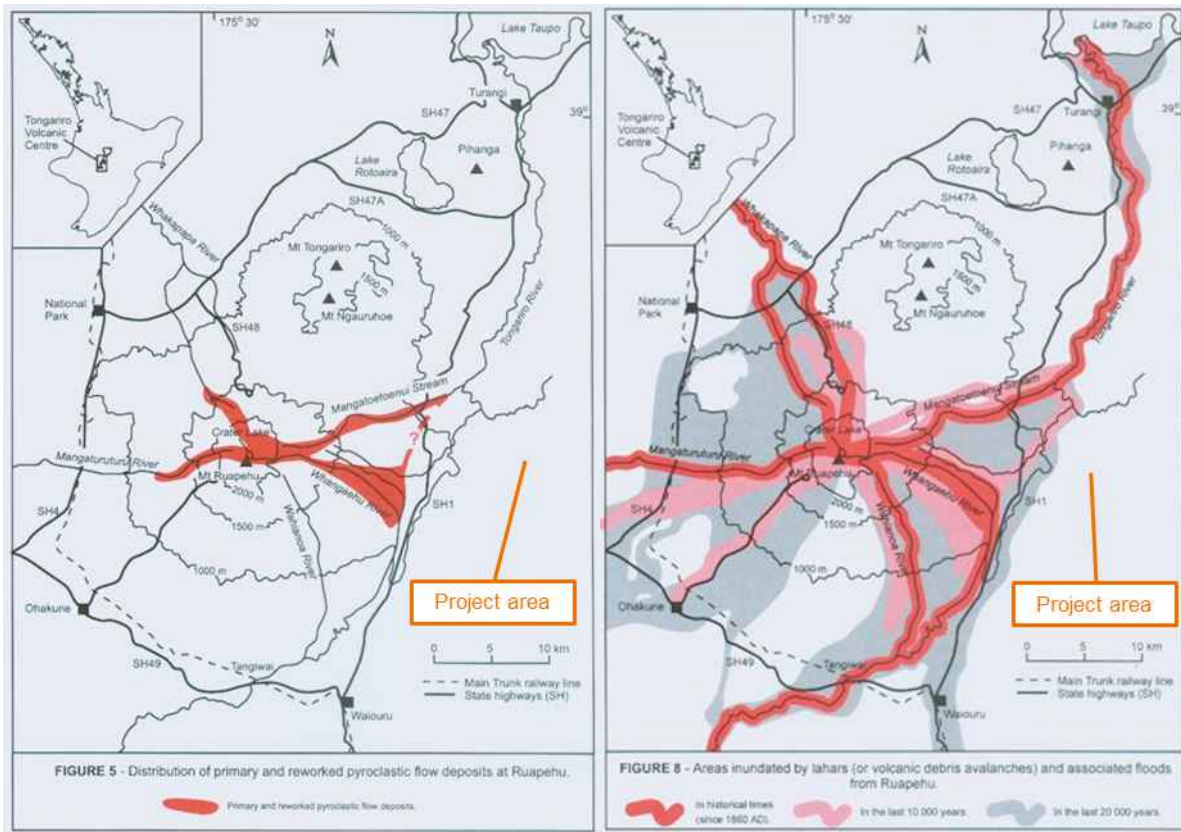 175° 30'
N
Lake Taupo
Turangi
39°
SH47
Tongariro
Volcanic
Centre
Pihanga
Lake
Rotoaira
SH47A
Whakapapa River
1000 m
Mt Tongariro
1500 m
Mt Ngauruhoe
National
Park
SH48
Tongariro River
Mangatoetoenui Stream
Crater Lake
?
Mangaturuturu River
Mt Ruapehu
Whangaehu River
SH4
2000 m
SH1
1500 m
Wahianoa River
1000 m
Project area
Ohakune
0 5 10 km
SH49
Tangiwai
Main Trunk railway line
State highways (SH)
Waiouru
FIGURE 5 - Distribution of primary and reworked pyroclastic flow deposits at Ruapehu.
Primary and reworked pyroclastic flow deposits.
175° 30'
N
Lake Taupo
Turangi
39°
SH47
Tongariro
Volcanic
Centre
Pihanga
Lake
Rotoaira
SH47A
Whakapapa River
1000 m
Mt Tongariro
1500 m
Mt Ngauruhoe
National
Park
SH48
Tongariro River
Mangatoetoenui Stream
Crater Lake
Mangaturuturu River
Mt Ruapehu
Whangaehu River
SH4
2000 m
SH1
1500 m
Wahianoa River
1000 m
Project area
Ohakune
0 5 10 km
SH49
Tangiwai
Main Trunk railway line
State highways (SH)
Waiouru
FIGURE 8 - Areas inundated by lahars (or volcanic debris avalanches) and associated floods
from Ruapehu.
In historical times
(since 1860 AD).
In the last 10 000 years.
In the last 20 000 years.